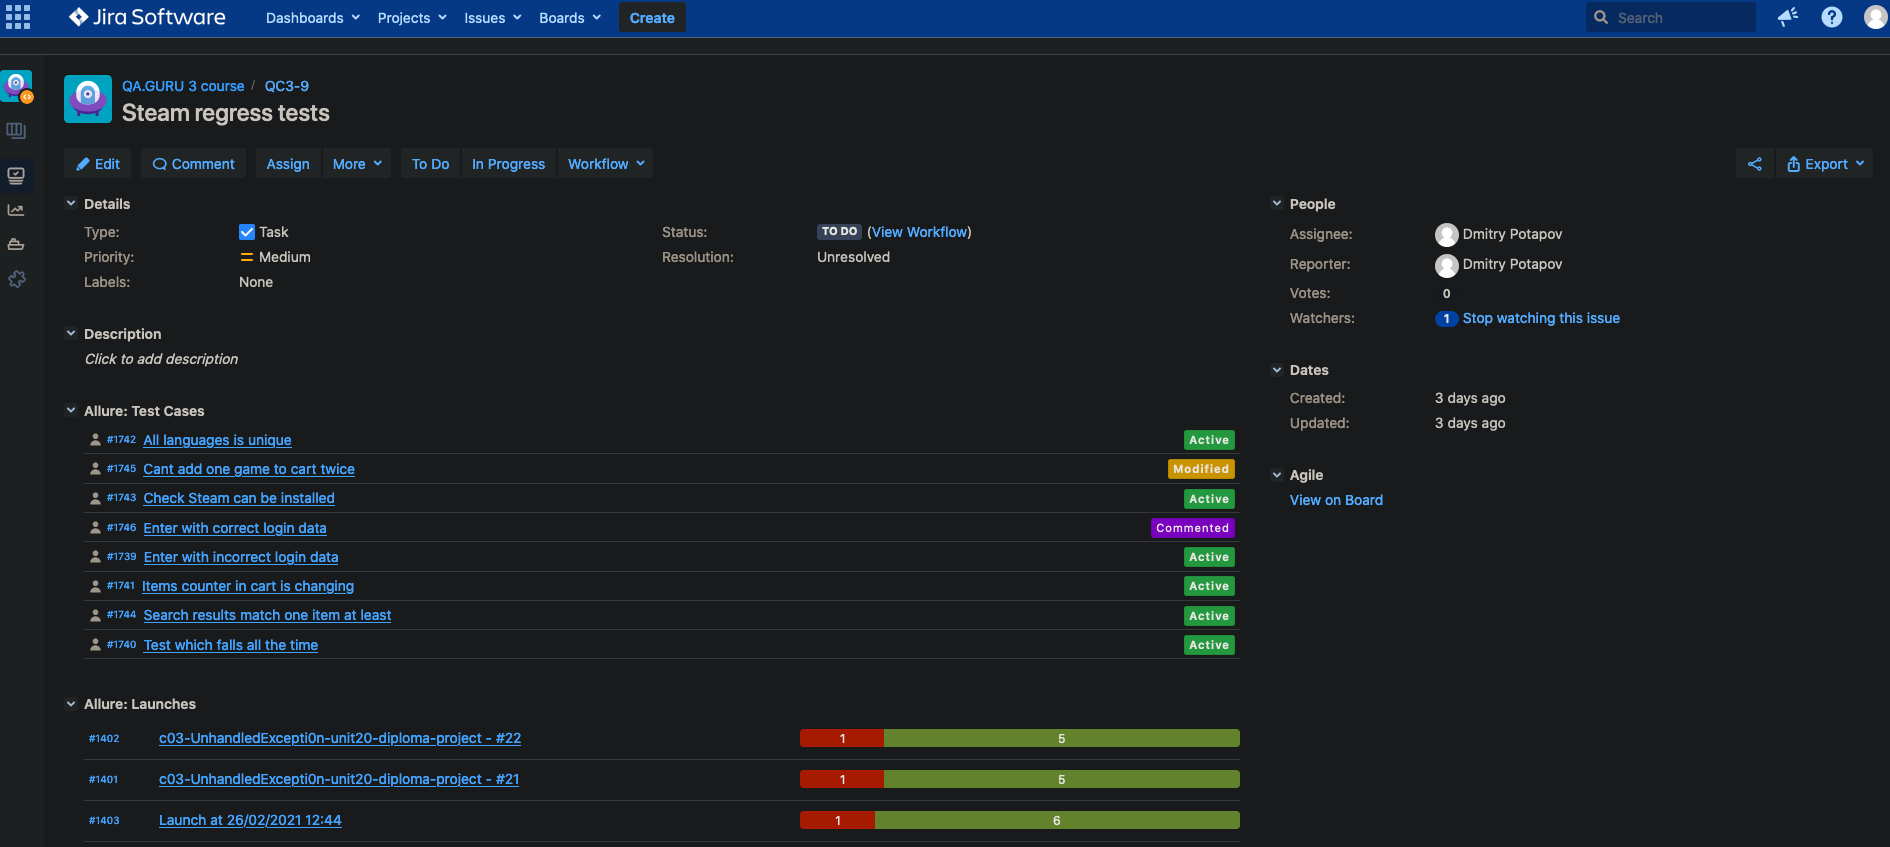 Jira Software Dashboards Projects Issues Boards Create Search
QA.GURU 3 course / QC3-9
Steam regress tests
Edit Comment Assign More To Do In Progress Workflow Export
Details
Type: Task Status: TO DO (View Workflow)
Priority: Medium Resolution: Unresolved
Labels: None
Description
Click to add description
Allure: Test Cases
#1742 All languages is unique Active
#1745 Cant add one game to cart twice Modified
#1743 Check Steam can be installed Active
#1746 Enter with correct login data Commented
#1739 Enter with incorrect login data Active
#1741 Items counter in cart is changing Active
#1744 Search results match one item at least Active
#1740 Test which falls all the time Active
Allure: Launches
#1402 c03-UnhandledExcepti0n-unit20-diploma-project - #22 1 5
#1401 c03-UnhandledExcepti0n-unit20-diploma-project - #21 1 5
#1403 Launch at 26/02/2021 12:44 1 6
People
Assignee: Dmitry Potapov
Reporter: Dmitry Potapov
Votes: 0
Watchers: 1 Stop watching this issue
Dates
Created: 3 days ago
Updated: 3 days ago
Agile
View on Board